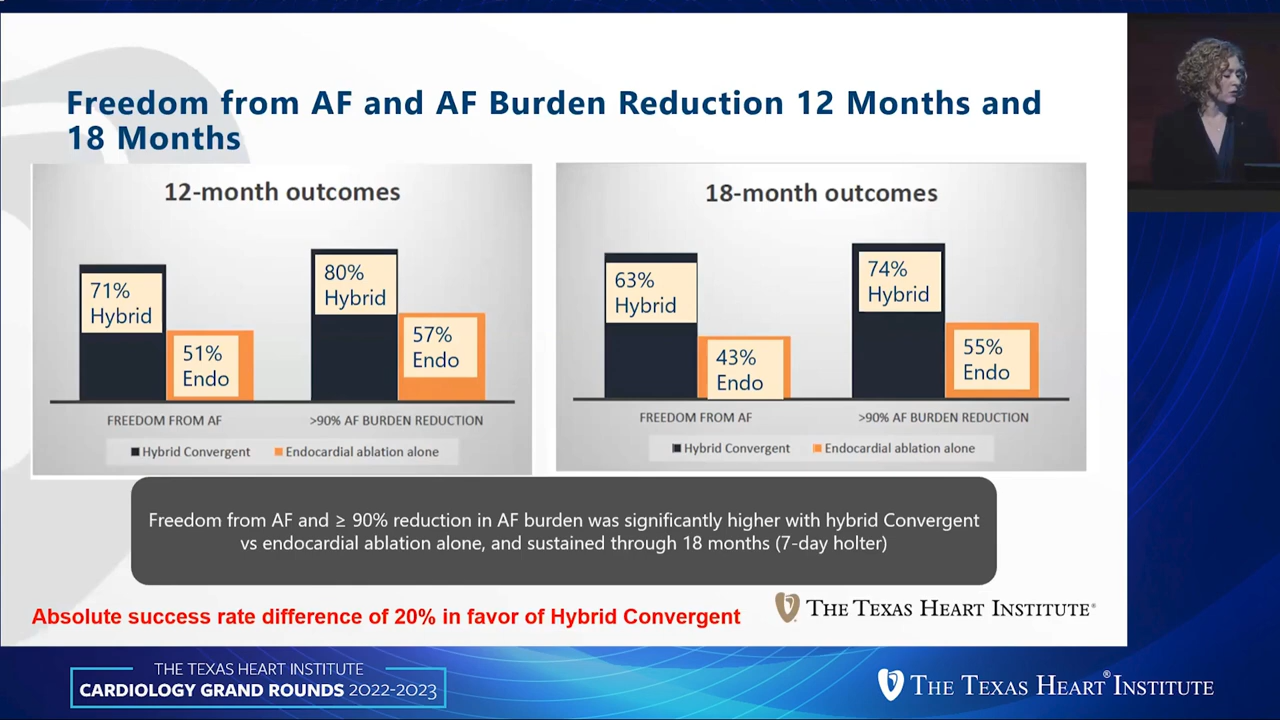 Freedom from AF and AF Burden Reduction 12 Months and
18 Months
12-month outcomes
71%
Hybrid
51%
Endo
80%
Hybrid
57%
Endo
FREEDOM FROM AF
>90% AF BURDEN REDUCTION
Hybrid Convergent
Endocardial ablation alone
18-month outcomes
63%
Hybrid
43%
Endo
74%
Hybrid
55%
Endo
FREEDOM FROM AF
>90% AF BURDEN REDUCTION
Hybrid Convergent
Endocardial ablation alone
Freedom from AF and ≥ 90% reduction in AF burden was significantly higher with hybrid Convergent
vs endocardial ablation alone, and sustained through 18 months (7-day holter)
Absolute success rate difference of 20% in favor of Hybrid Convergent
THE TEXAS HEART INSTITUTE®
THE TEXAS HEART INSTITUTE
CARDIOLOGY GRAND ROUNDS 2022-2023
THE TEXAS HEART® INSTITUTE